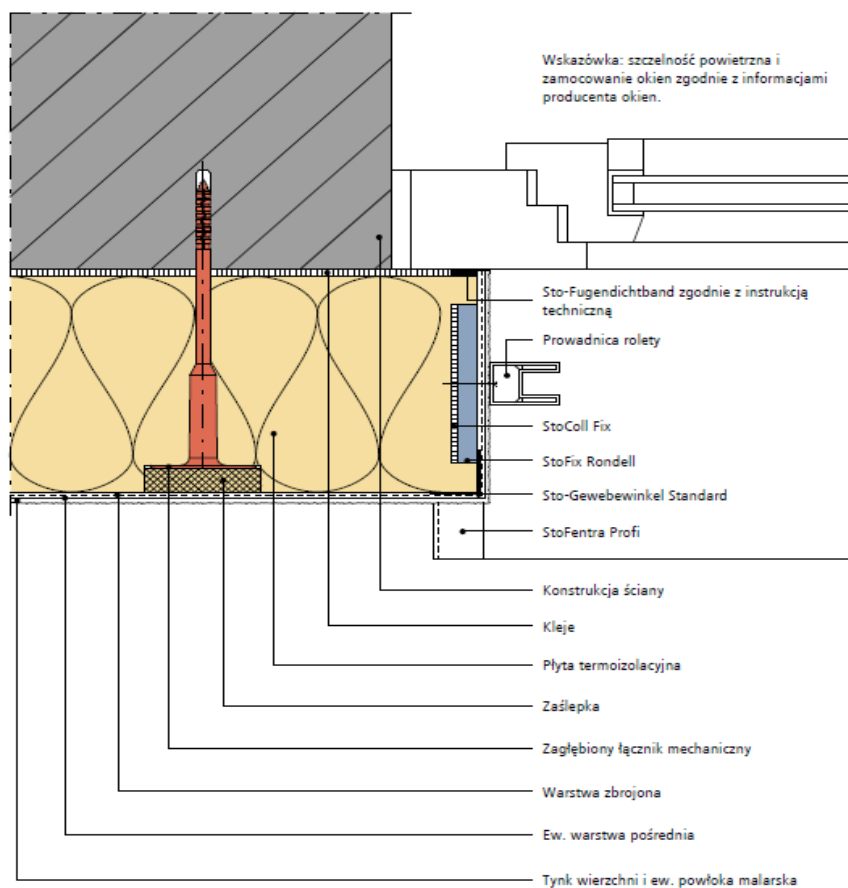 Wskazówka: szczelność powietrzna i
zamocowanie okien zgodnie z informacjami
producenta okien.
Sto-Fugendichtband zgodnie z instrukcją
techniczną
Prowadnica rolety
StoColl Fix
StoFix Rondell
Sto-Gewebewinkel Standard
StoFentra Profi
Konstrukcja ściany
Kleje
Płyta termoizolacyjna
Zaślepka
Zagłębiony łącznik mechaniczny
Warstwa zbrojona
Ew. warstwa pośrednia
Tynk wierzchni i ew. powłoka malarska